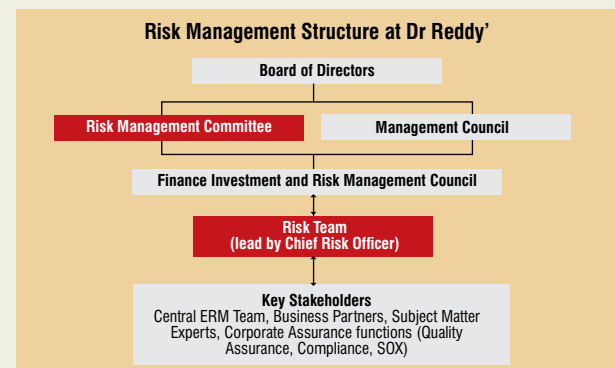 Risk Management Structure at Dr Reddy'
Board of Directors
Risk Management Committee
Management Council
Finance Investment and Risk Management Council
Risk Team
(lead by Chief Risk Officer)
Key Stakeholders
Central ERM Team, Business Partners, Subject Matter
Experts, Corporate Assurance functions (Quality
Assurance, Compliance, SOX)